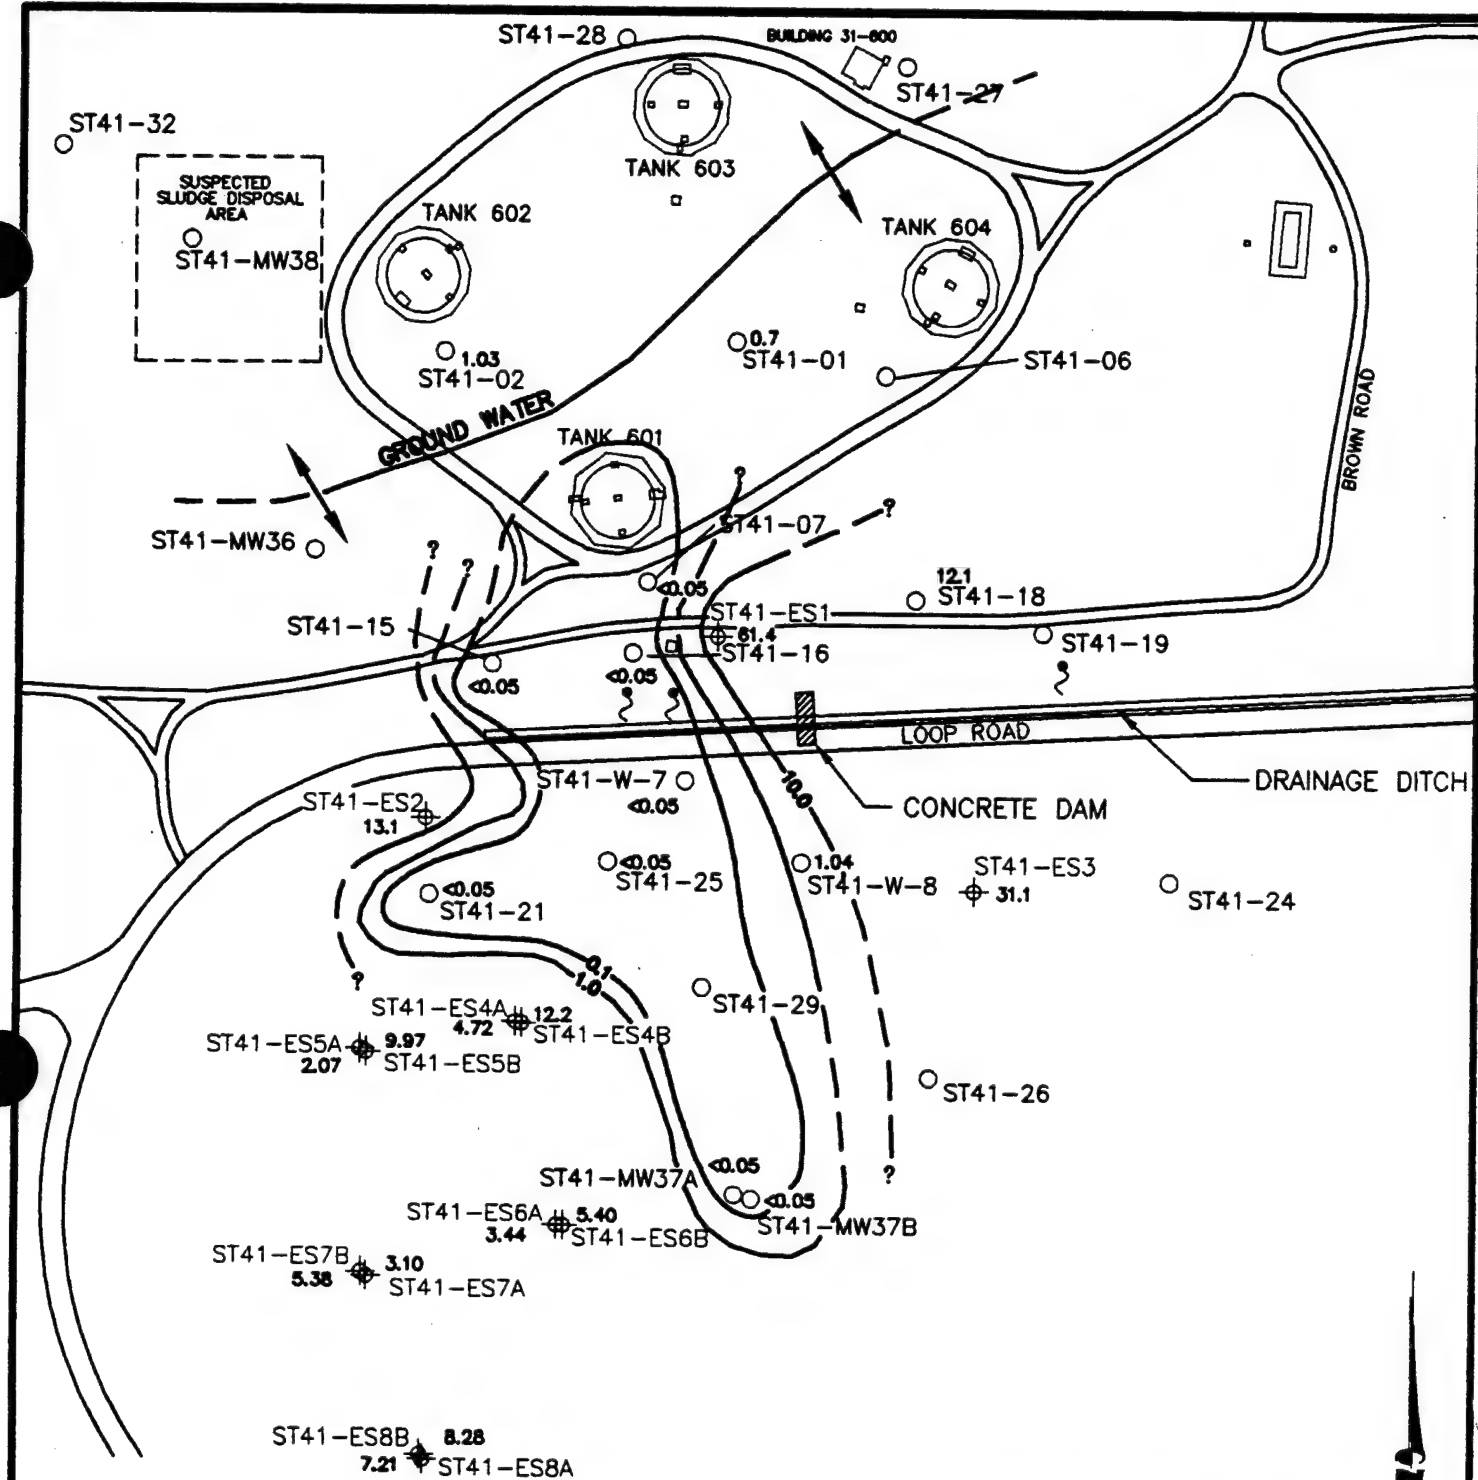 ST41-28
BUILDING 31-600
ST41-27
ST41-32
TANK 603
SUSPECTED
SLUDGE DISPOSAL
AREA
ST41-MW38
TANK 602
TANK 604
0.7
ST41-01
1.03
ST41-02
ST41-06
BROWN ROAD
GROUND WATER
TANK 601
?
?
ST41-07
ST41-MW36
?
?
<0.05
12.1
ST41-18
ST41-ES1
61.4
ST41-15
ST41-16
ST41-19
<0.05
<0.05
LOOP ROAD
ST41-W-7
<0.05
10.0
DRAINAGE DITCH
CONCRETE DAM
ST41-ES2
13.1
<0.05
ST41-25
1.04
ST41-W-8
ST41-ES3
31.1
ST41-24
<0.05
ST41-21
0.1
1.0
?
ST41-29
ST41-ES4A
4.72
12.2
ST41-ES4B
ST41-ES5A
2.07
9.97
ST41-ES5B
ST41-26
<0.05
ST41-MW37A
?
<0.05
ST41-MW37B
ST41-ES6A
3.44
5.40
ST41-ES6B
ST41-ES7B
5.38
3.10
ST41-ES7A
ST41-ES8B
7.21
8.28
ST41-ES8A